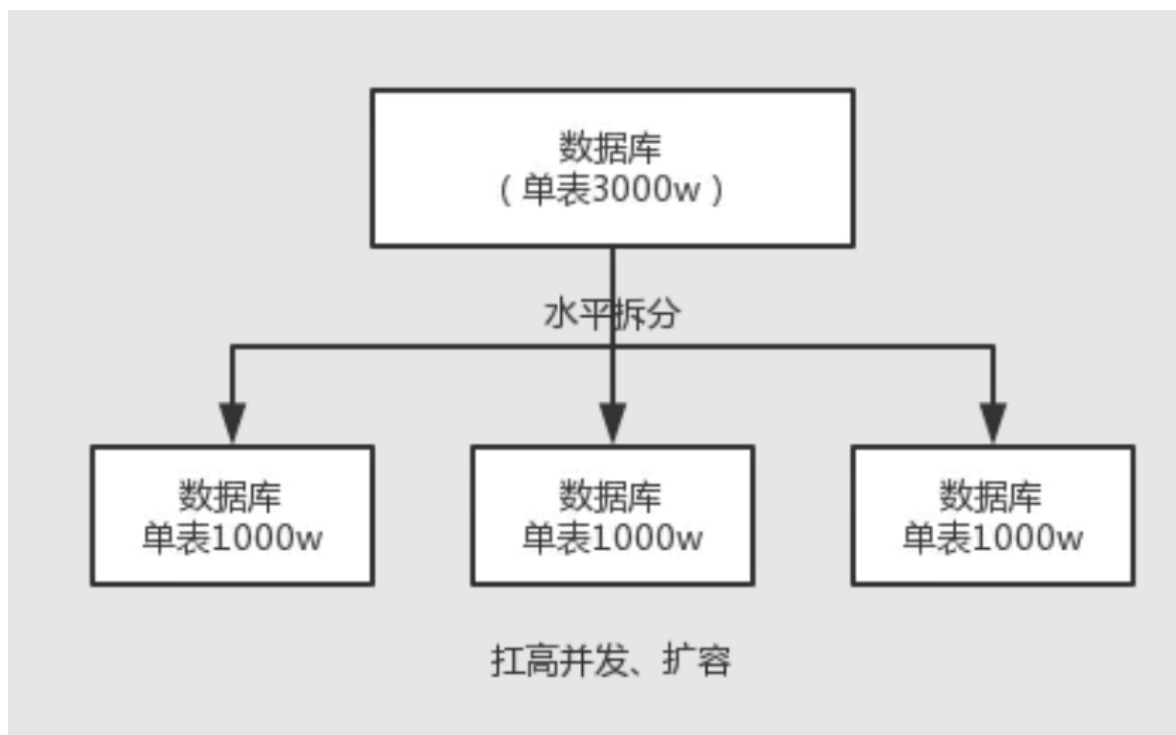 数据库
（单表3000w）
水平拆分
数据库
单表1000w
数据库
单表1000w
数据库
单表1000w
扛高并发、扩容